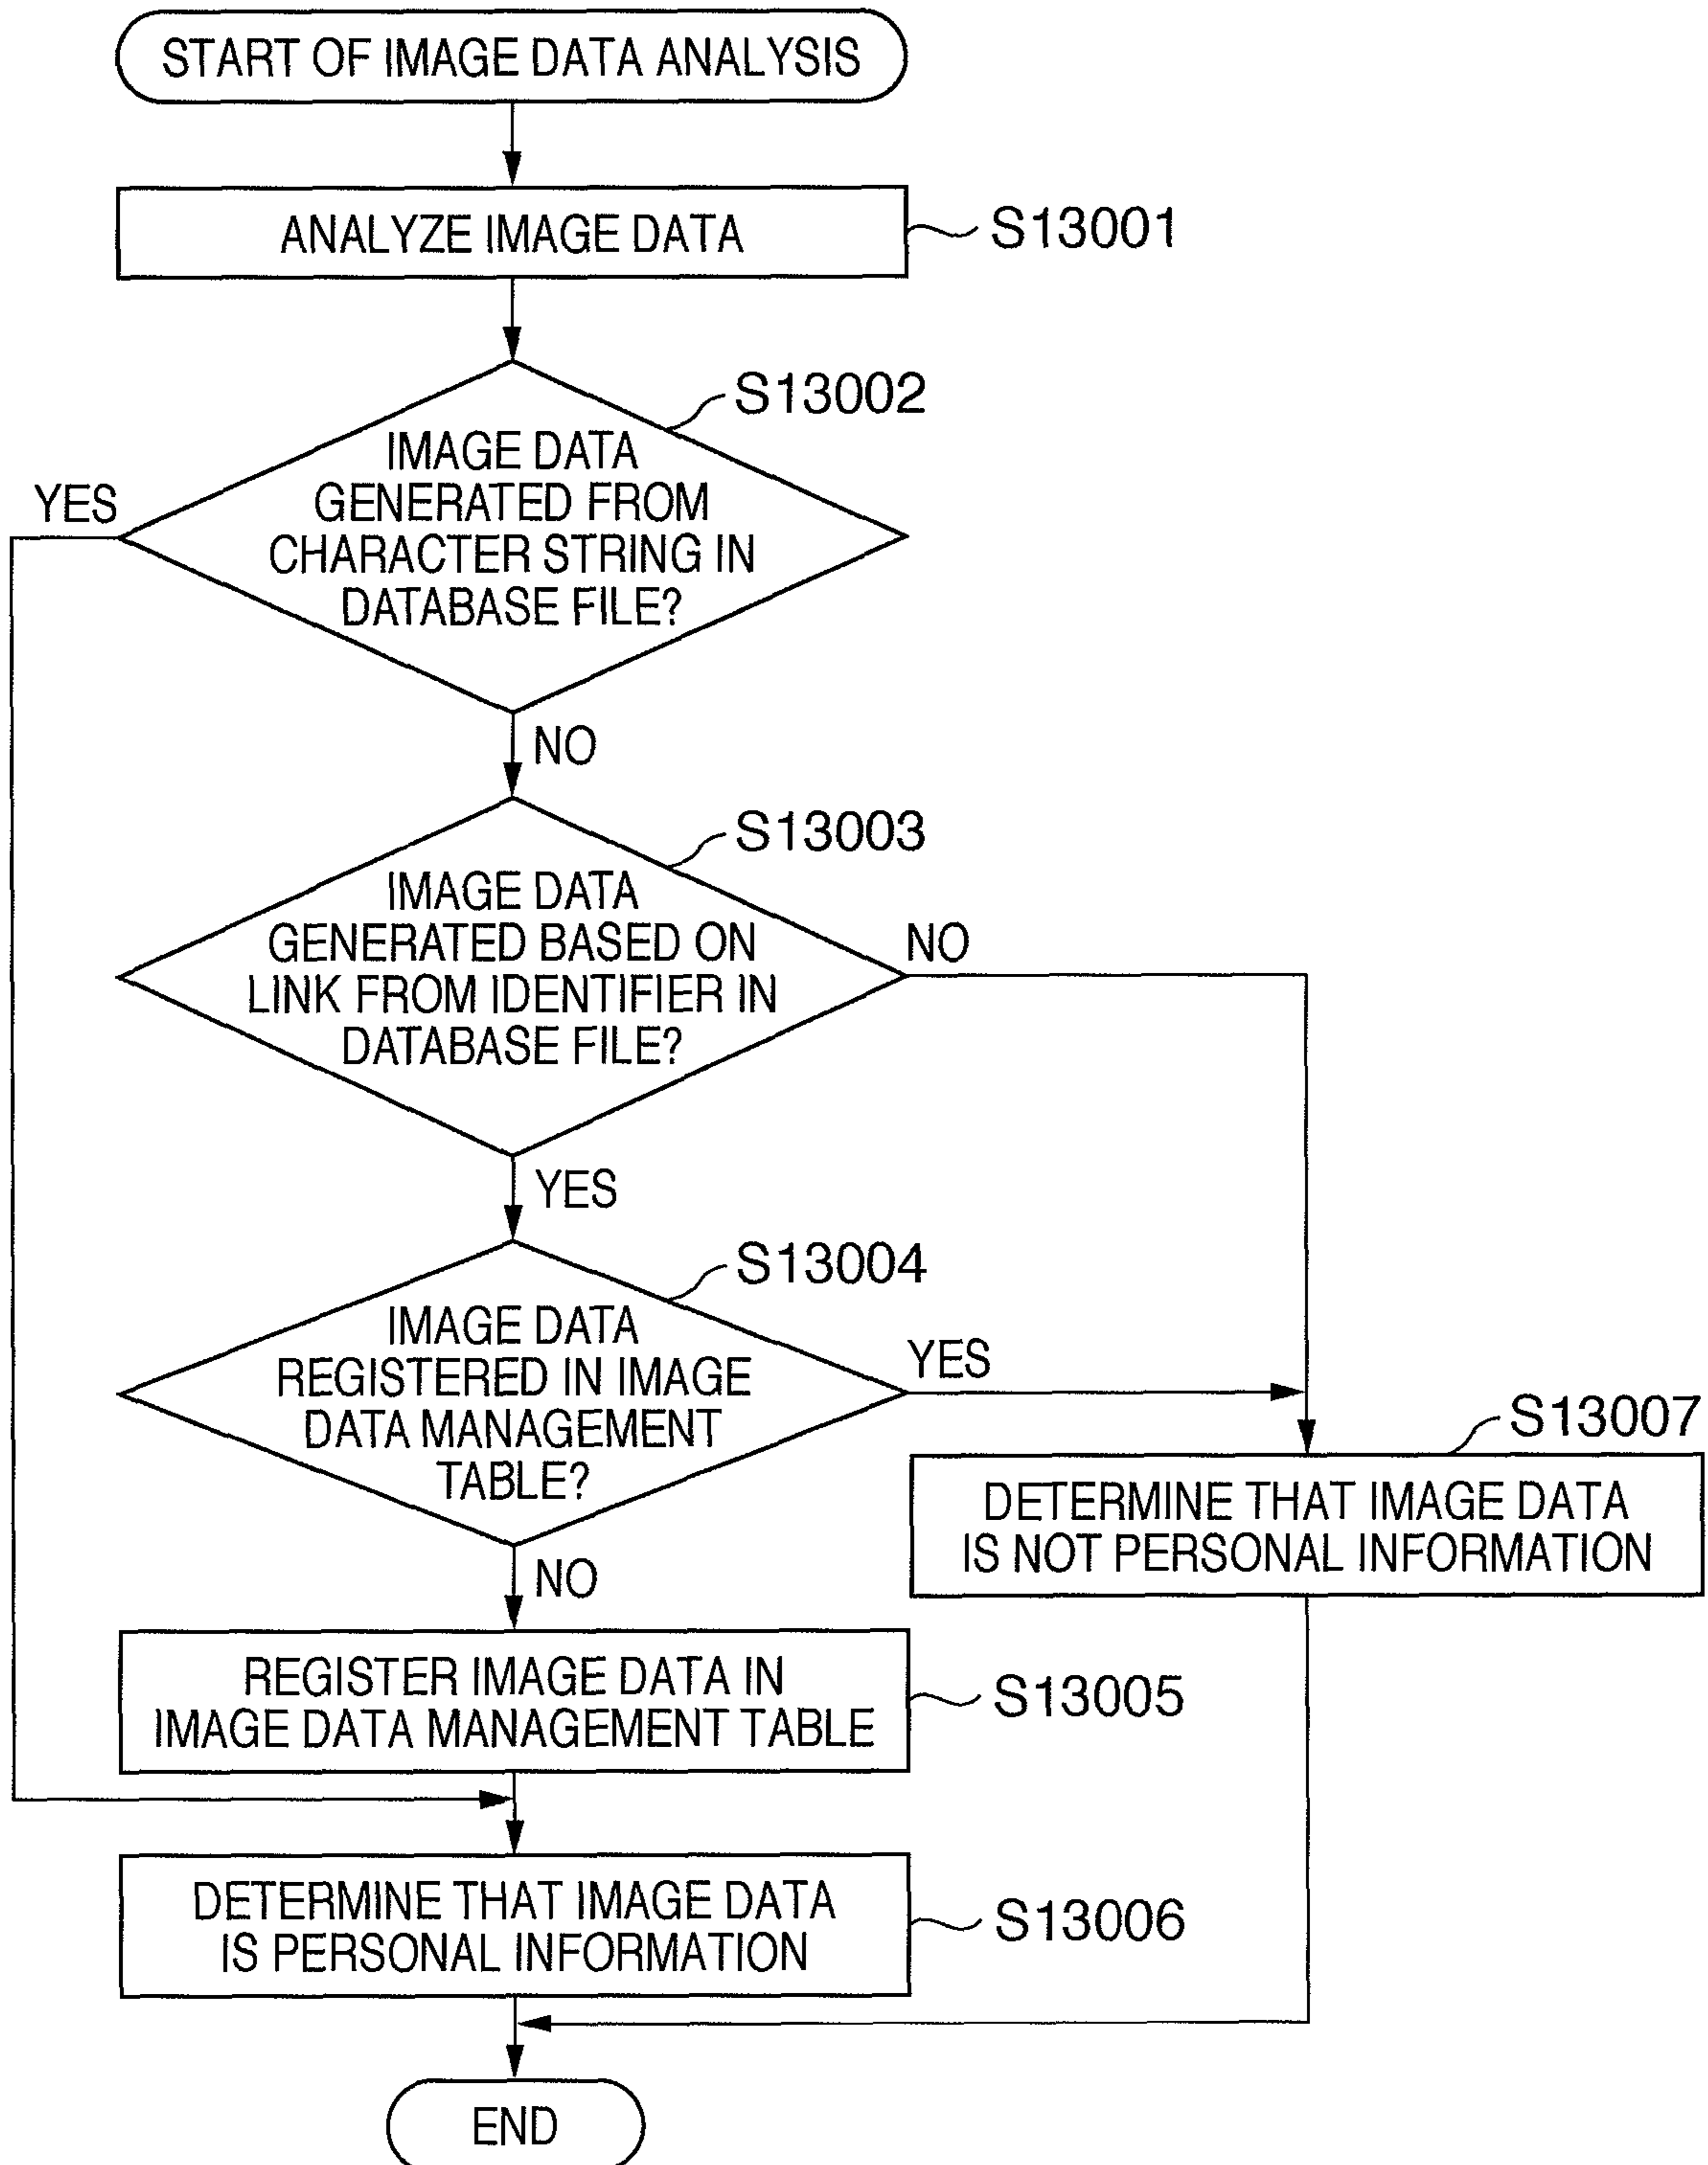 START OF IMAGE DATA ANALYSIS
ANALYZE IMAGE DATA
S13001
S13002
IMAGE DATA
GENERATED FROM
CHARACTER STRING IN
DATABASE FILE?
YES
NO
S13003
IMAGE DATA
GENERATED BASED ON
LINK FROM IDENTIFIER IN
DATABASE FILE?
NO
YES
S13004
IMAGE DATA
REGISTERED IN IMAGE
DATA MANAGEMENT
TABLE?
YES
NO
S13007
DETERMINE THAT IMAGE DATA
IS NOT PERSONAL INFORMATION
REGISTER IMAGE DATA IN
IMAGE DATA MANAGEMENT TABLE
S13005
DETERMINE THAT IMAGE DATA
IS PERSONAL INFORMATION
S13006
END